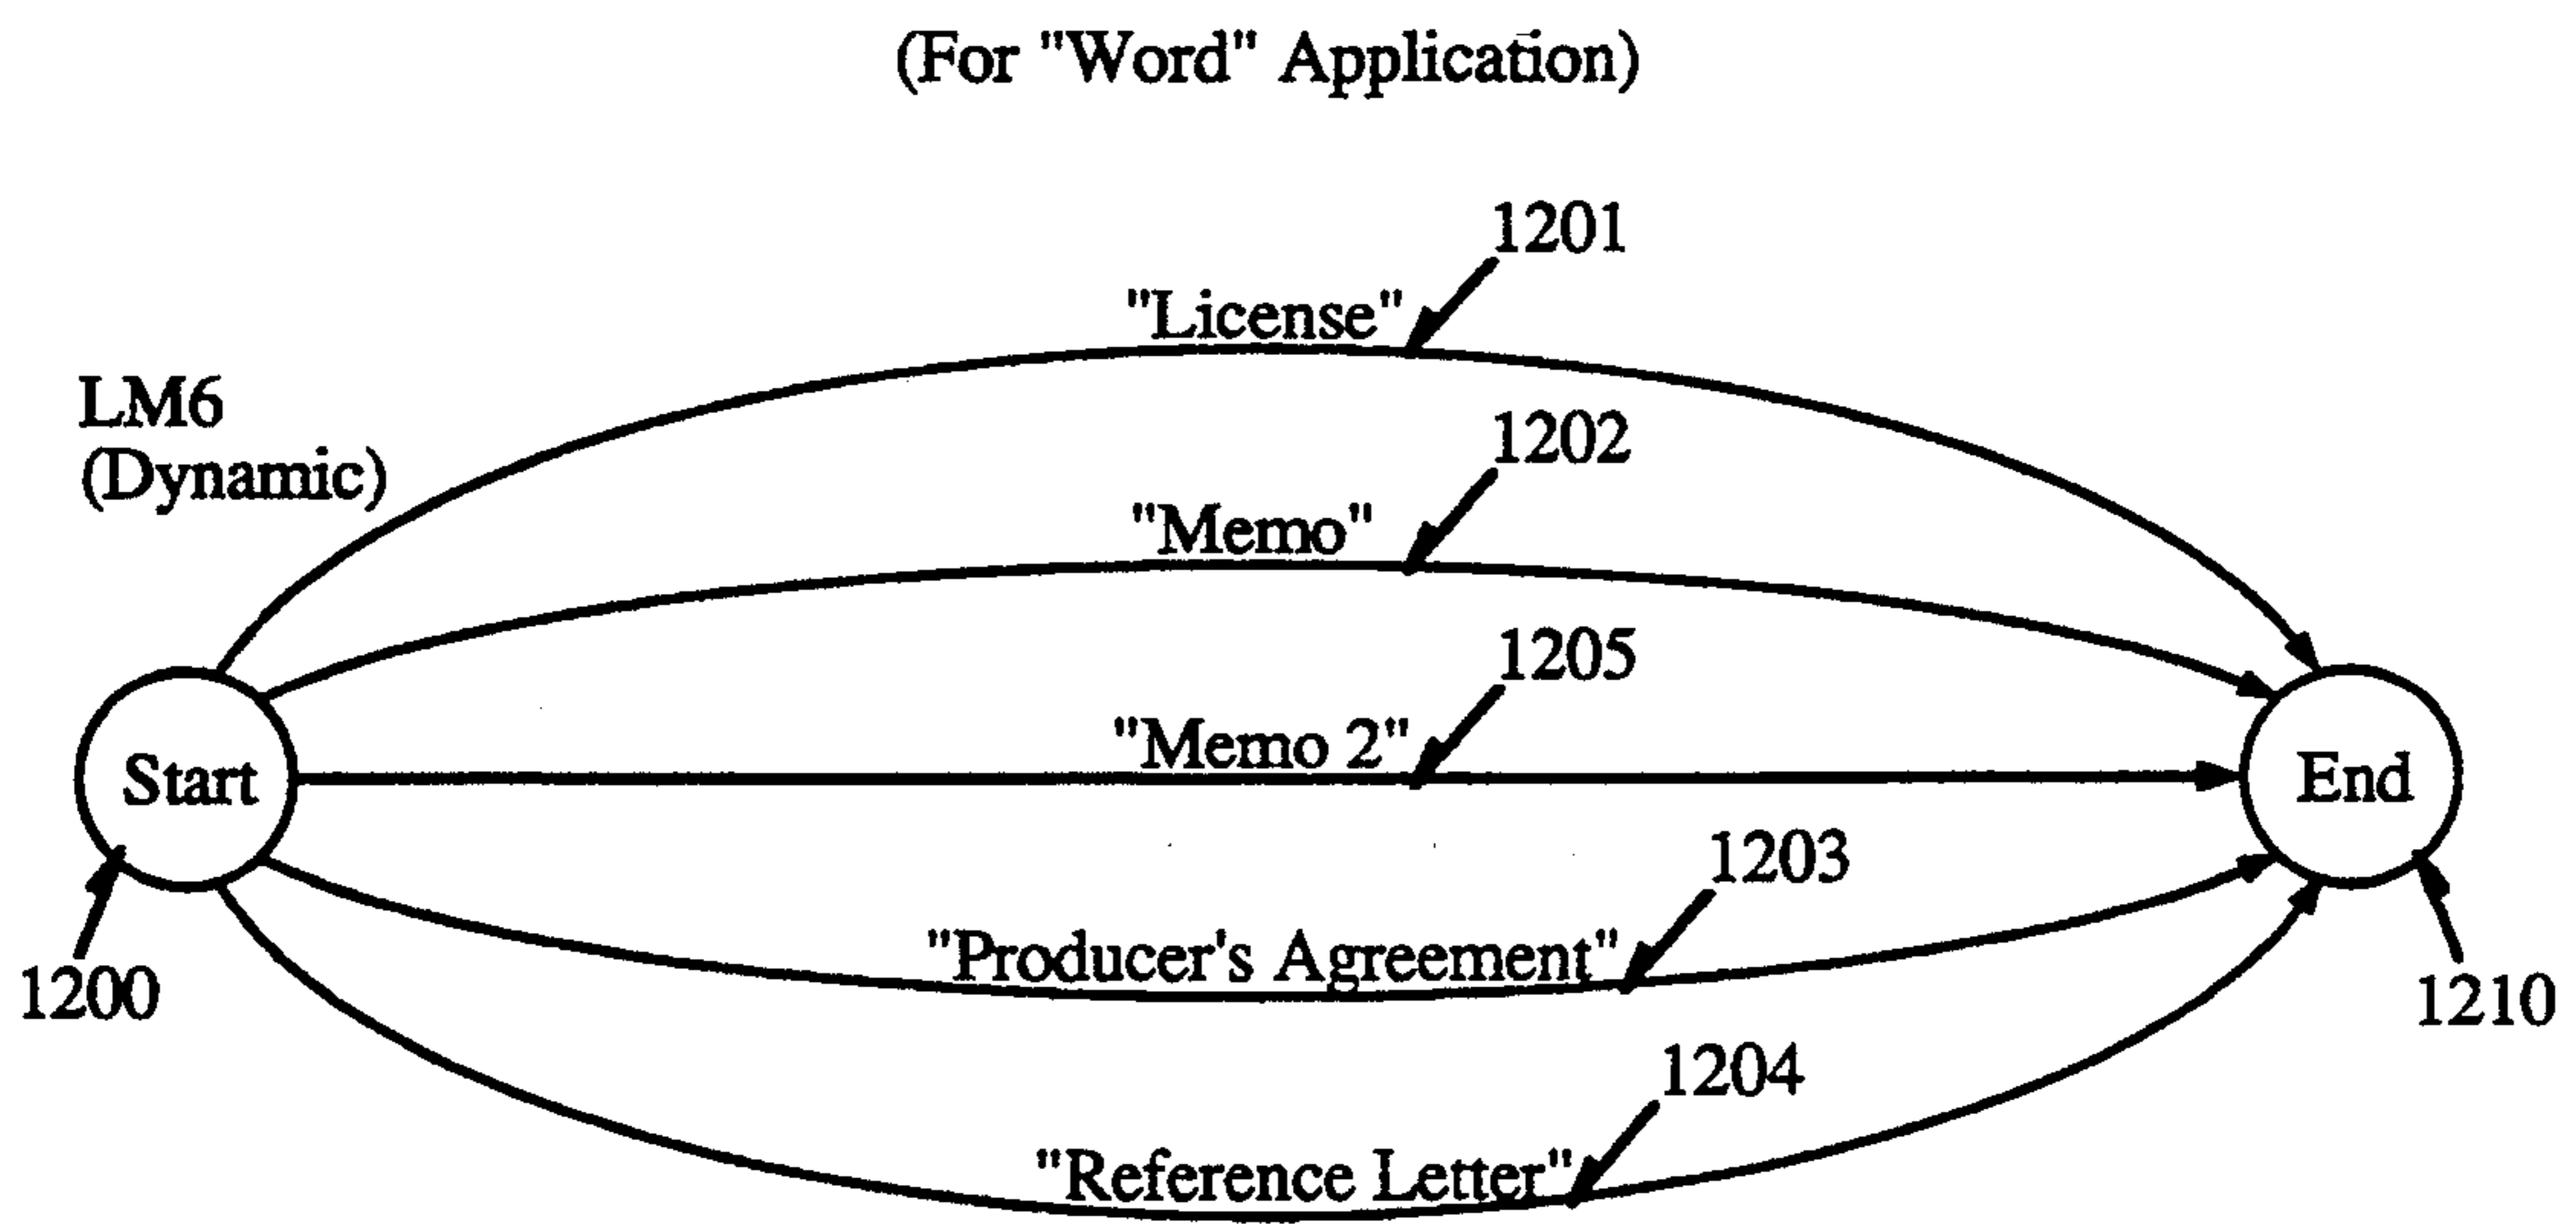 (For "Word" Application)
1201
"License"
LM6
(Dynamic)
1202
"Memo"
1205
"Memo 2"
Start
End
1203
"Producer's Agreement"
1200
1210
1204
"Reference Letter"